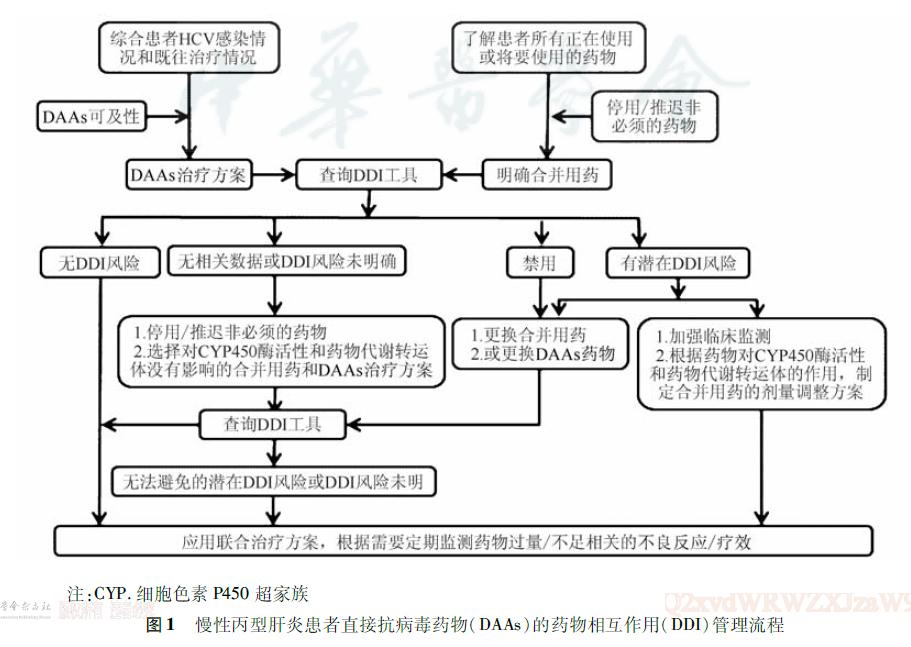 中华医学会
综合患者HCV感染情
况和既往治疗情况
了解患者所有正在使用
或将要使用的药物
DAAs可及性
停用/推迟非
必须的药物
DAAs治疗方案
查询DDI工具
明确合并用药
无DDI风险
无相关数据或DDI风险未明确
禁用
有潜在DDI风险
1.停用/推迟非必须的药物
2.选择对CYP450酶活性和药物代谢转运
体没有影响的合并用药和DAAs治疗方案
1.更换合并用药
2.或更换DAAs药物
1.加强临床监测
2.根据药物对CYP450酶活性
和药物代谢转运体的作用，制
定合并用药的剂量调整方案
查询DDI工具
无法避免的潜在DDI风险或DDI风险未明
应用联合治疗方案，根据需要定期监测药物过量/不足相关的不良反应/疗效
注:CYP.细胞色素 P450 超家族
Q2xvdWRWZXJzaW9
图1 慢性丙型肝炎患者直接抗病毒药物(DAAs)的药物相互作用(DDI)管理流程